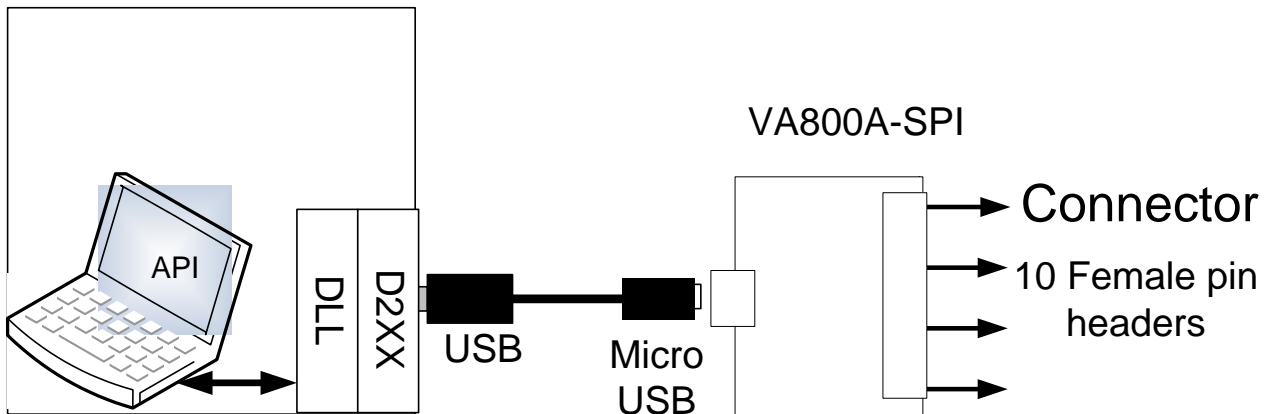 VA800A-SPI
Connector
10 Female pin
headers
API
DLL
D2XX
USB
Micro
USB